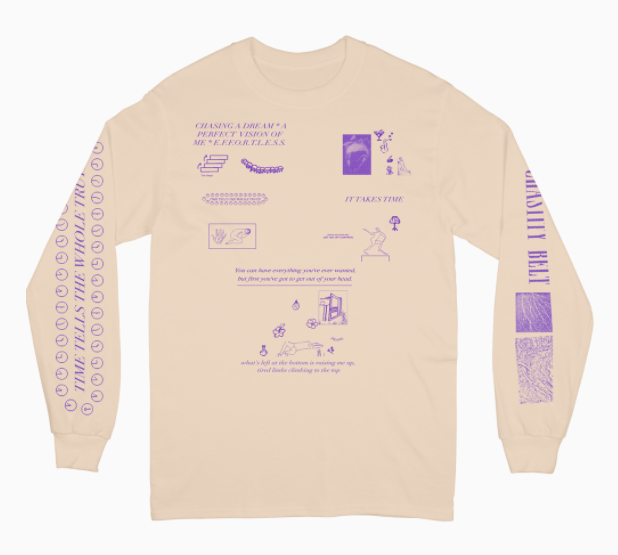 CHASING A DREAM * A
PERFECT VISION OF
ME * E.F.F.O.R.T.L.E.S.S.
IT TAKES TIME
You can have everything you've ever wanted,
but first you've got to get out of your head.
what's left at the bottom is raising me up,
tired limbs climbing to the top
TIME TELLS THE WHOLE
BELT